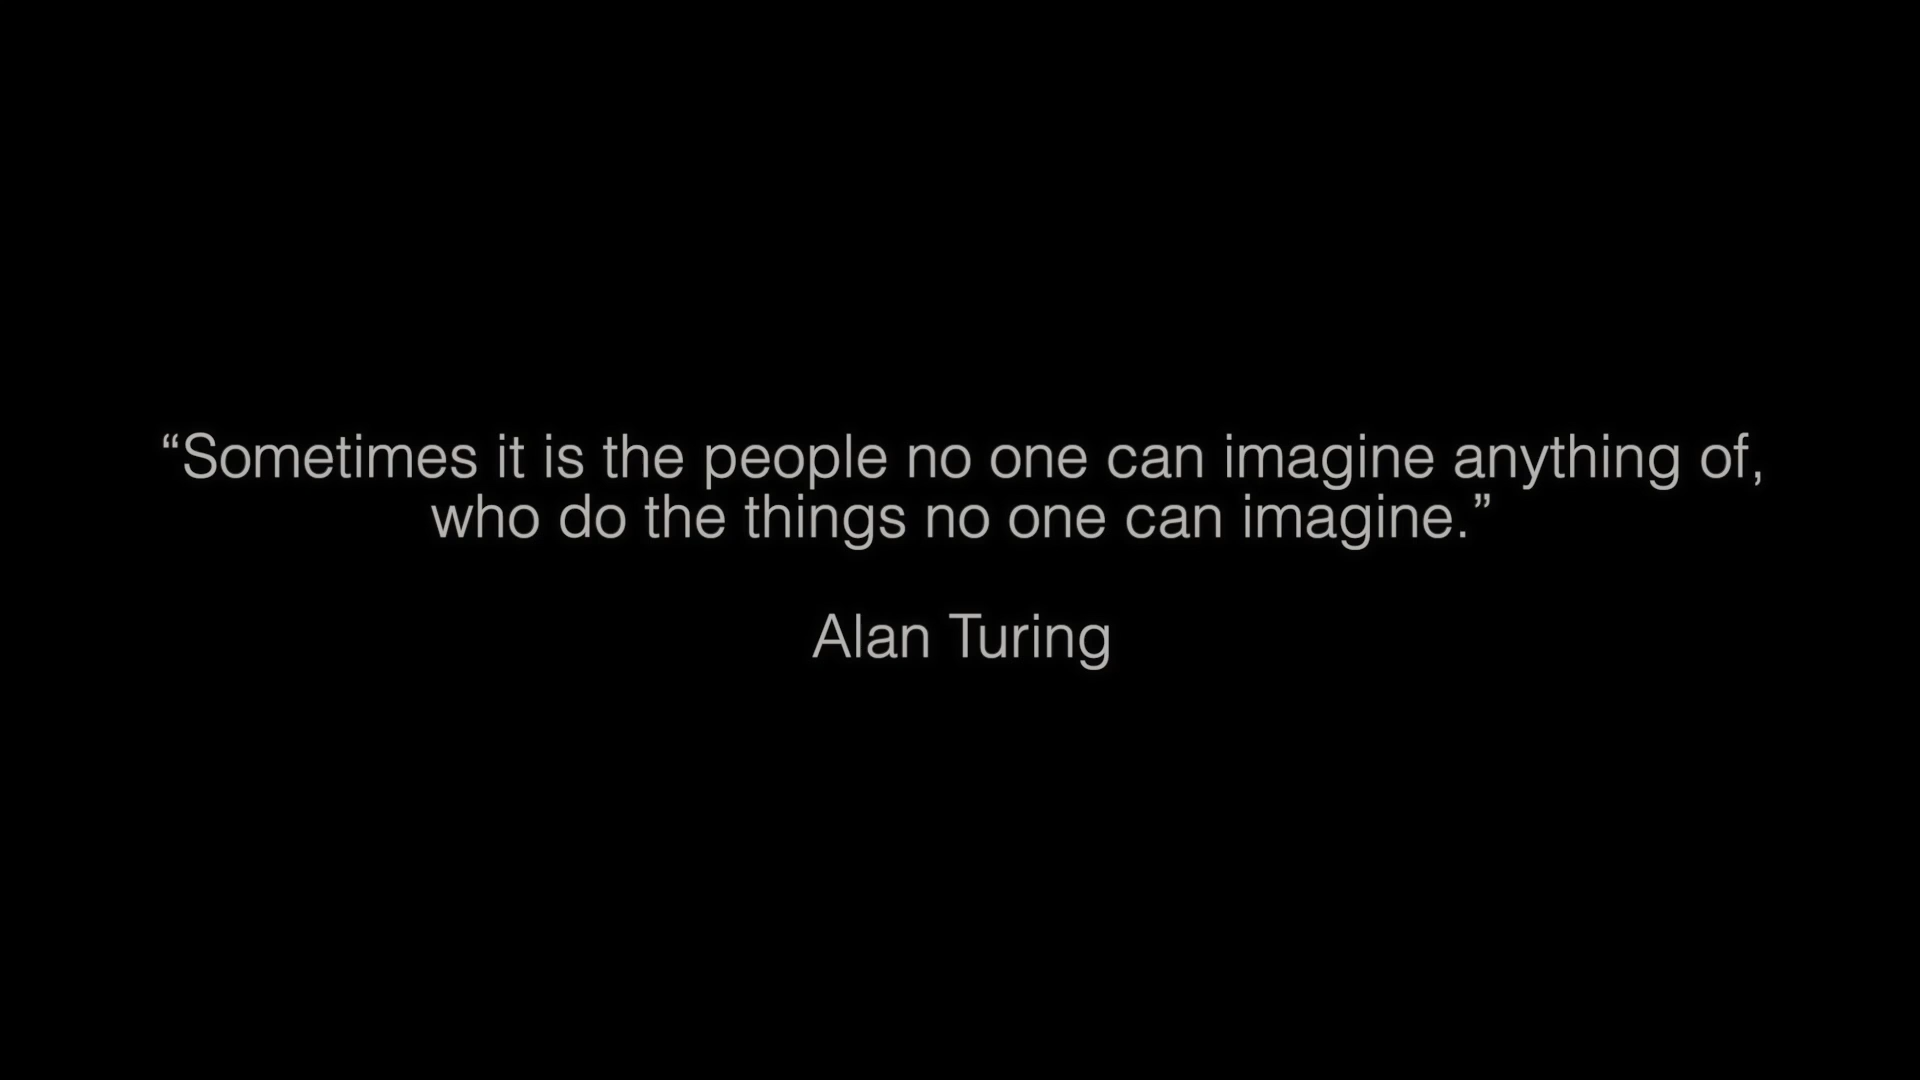 “Sometimes it is the people no one can imagine anything of,
who do the things no one can imagine.”
Alan Turing